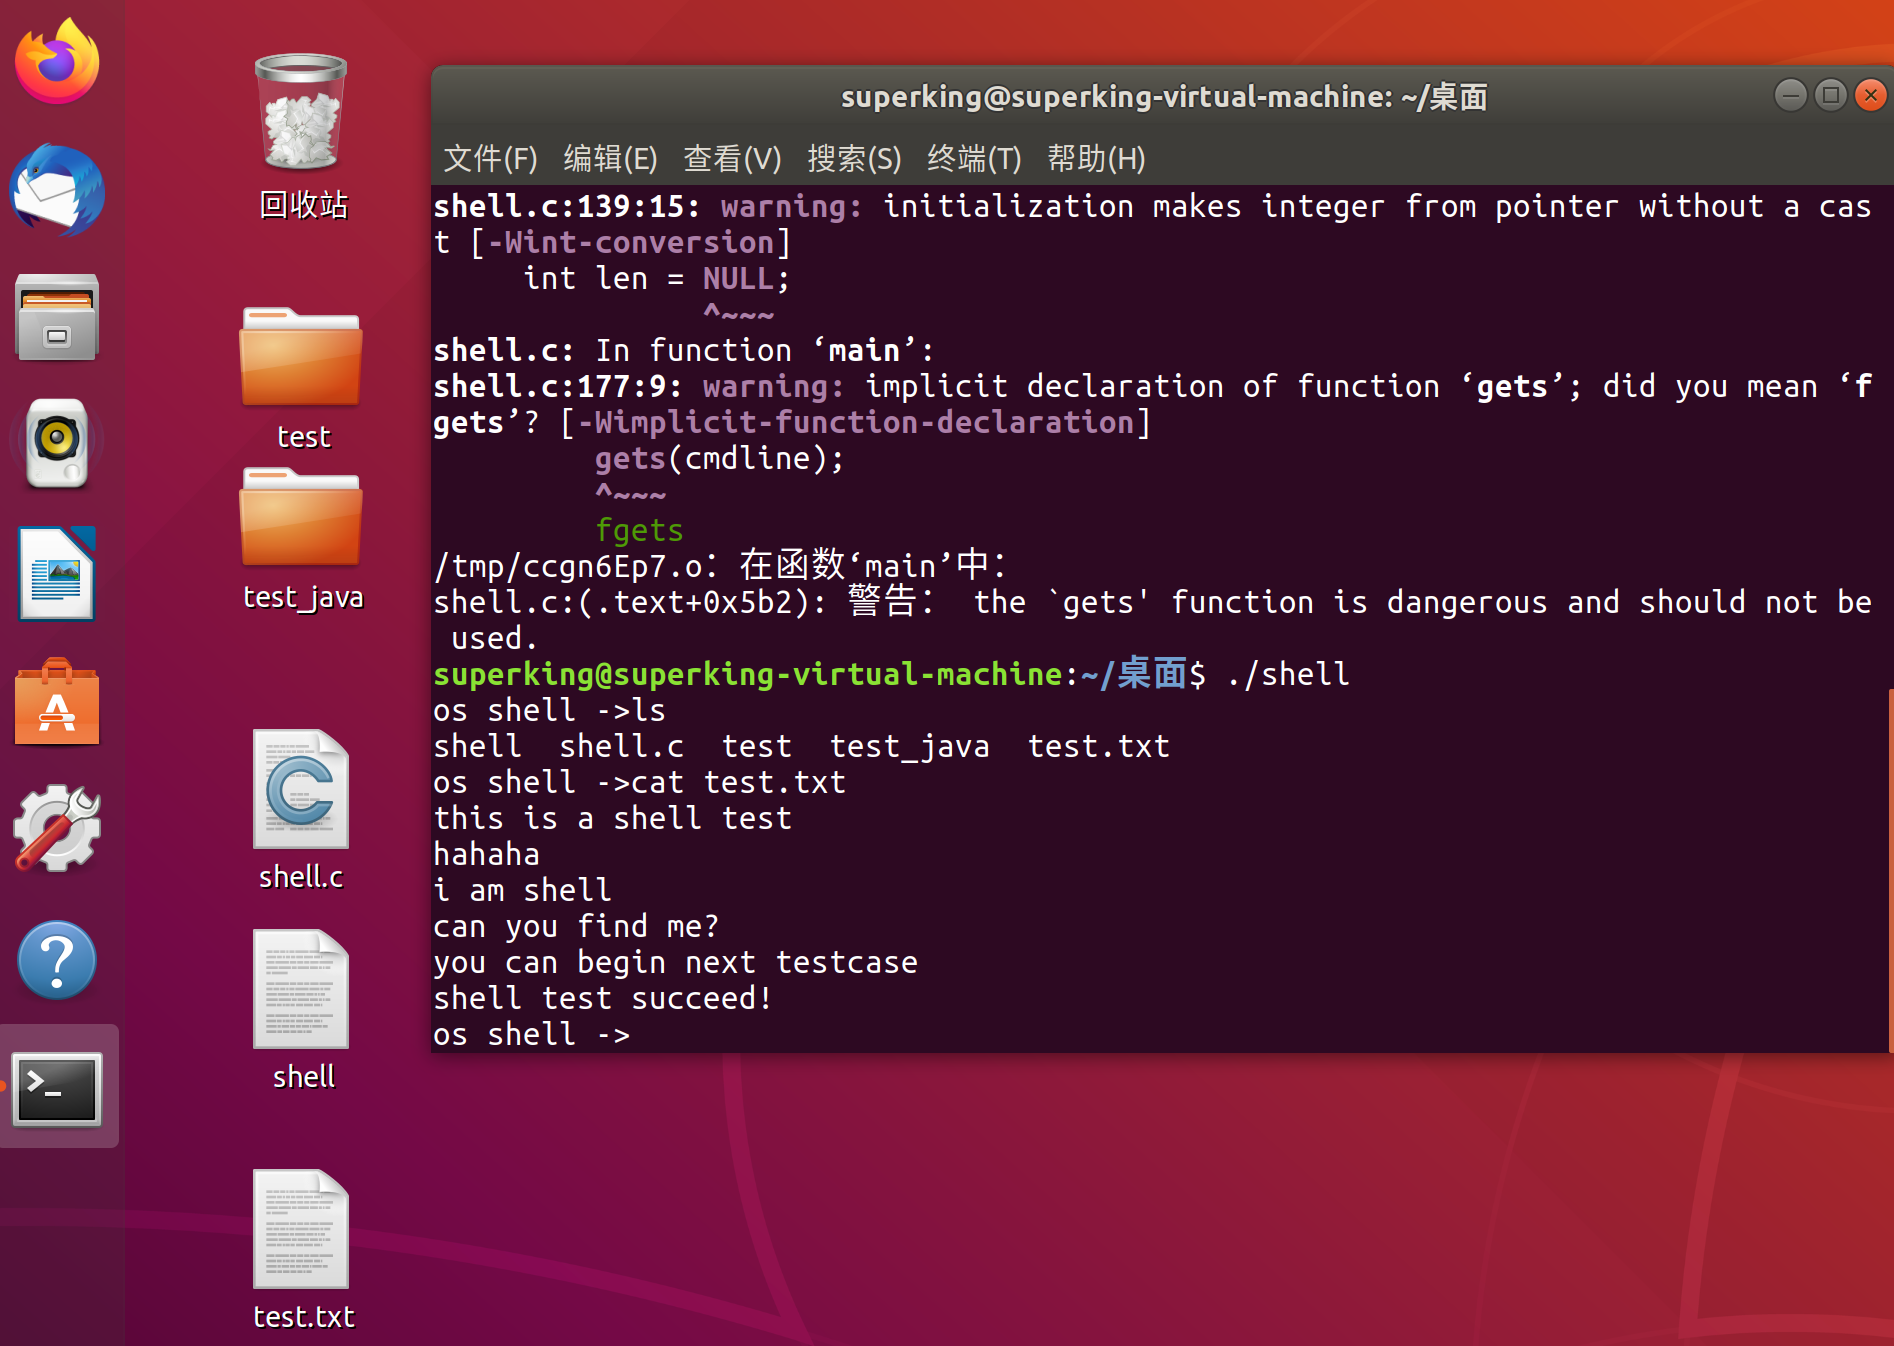 superking@superking-virtual-machine: ~/桌面
文件(F) 编辑(E) 查看(V) 搜索(S) 终端(T) 帮助(H)
shell.c:139:15: warning: initialization makes integer from pointer without a cas
t [-Wint-conversion]
int len = NULL;
^~~~
shell.c: In function ‘main’:
shell.c:177:9: warning: implicit declaration of function ‘gets’; did you mean ‘f
gets’? [-Wimplicit-function-declaration]
gets(cmdline);
^~~~
fgets
/tmp/ccgn6Ep7.o: 在函数‘main’中：
shell.c:(.text+0x5b2): 警告： the `gets' function is dangerous and should not be
used.
superking@superking-virtual-machine:~/桌面$ ./shell
os shell ->ls
shell  shell.c  test  test_java  test.txt
os shell ->cat test.txt
this is a shell test
hahaha
i am shell
can you find me?
you can begin next testcase
shell test succeed!
os shell ->
回收站
test
test_java
shell.c
shell
test.txt